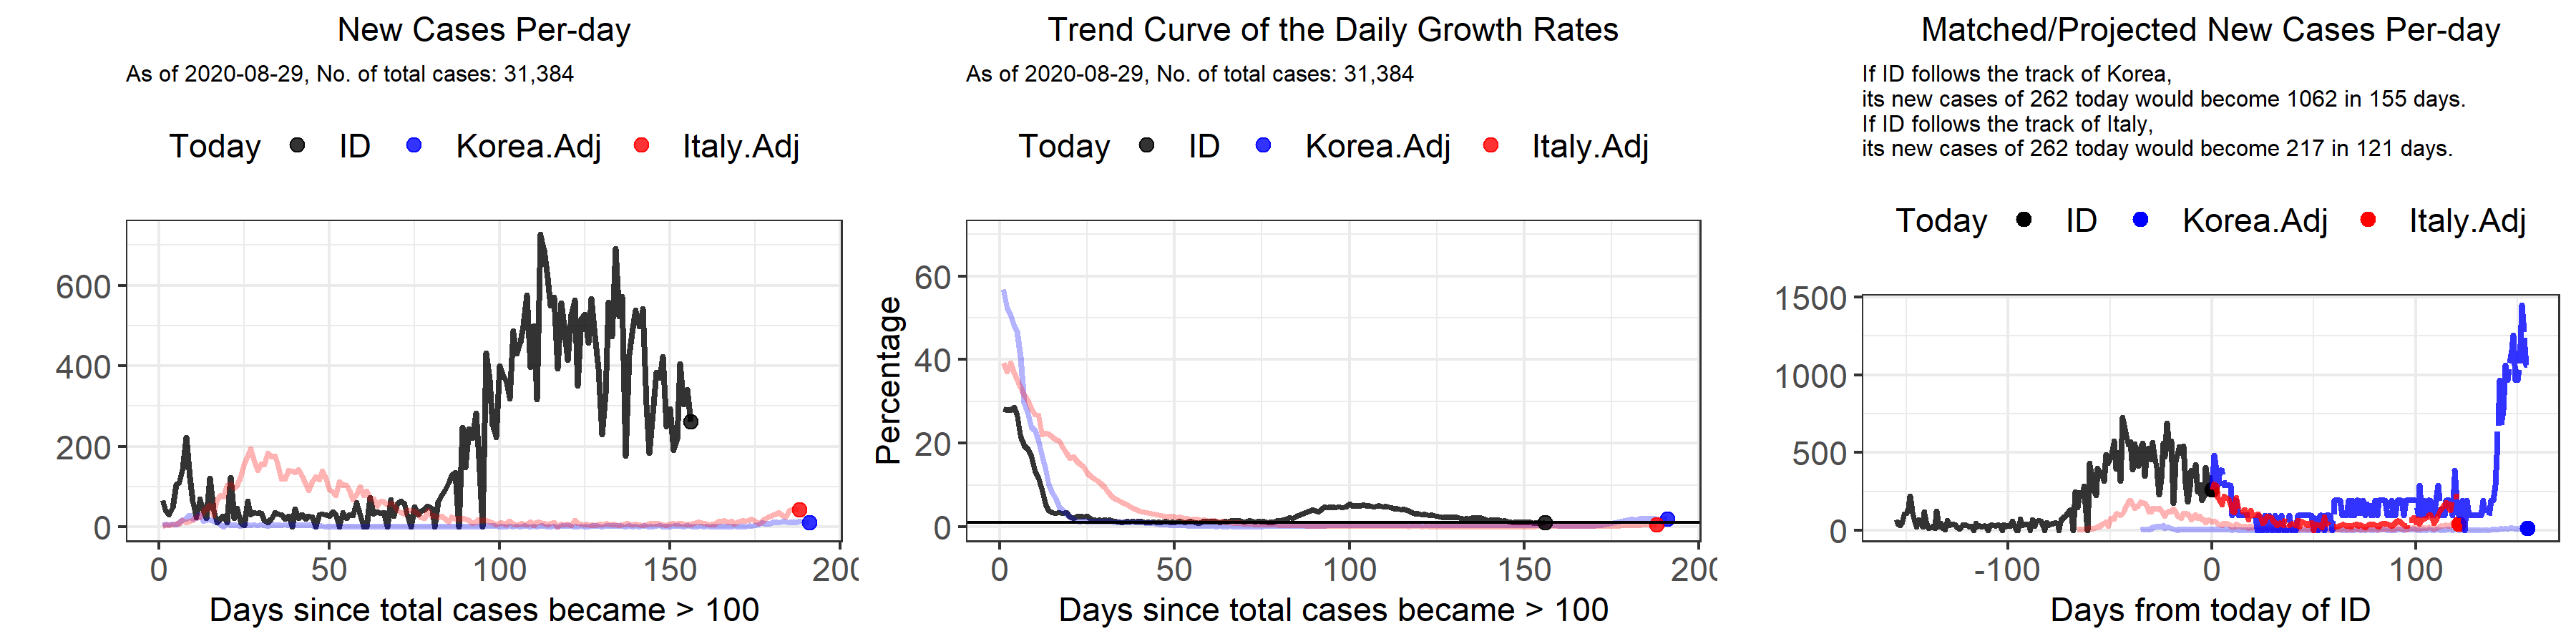 New Cases Per-day
As of 2020-08-29, No. of total cases: 31,384
Today ID Korea.Adj Italy.Adj
600
400
200
0
0 50 100 150 200
Days since total cases became > 100
Trend Curve of the Daily Growth Rates
As of 2020-08-29, No. of total cases: 31,384
Today ID Korea.Adj Italy.Adj
Percentage
60
40
20
0
0 50 100 150 200
Days since total cases became > 100
Matched/Projected New Cases Per-day
If ID follows the track of Korea,
its new cases of 262 today would become 1062 in 155 days.
If ID follows the track of Italy,
its new cases of 262 today would become 217 in 121 days.
Today ID Korea.Adj Italy.Adj
1500
1000
500
0
-100 0 100
Days from today of ID